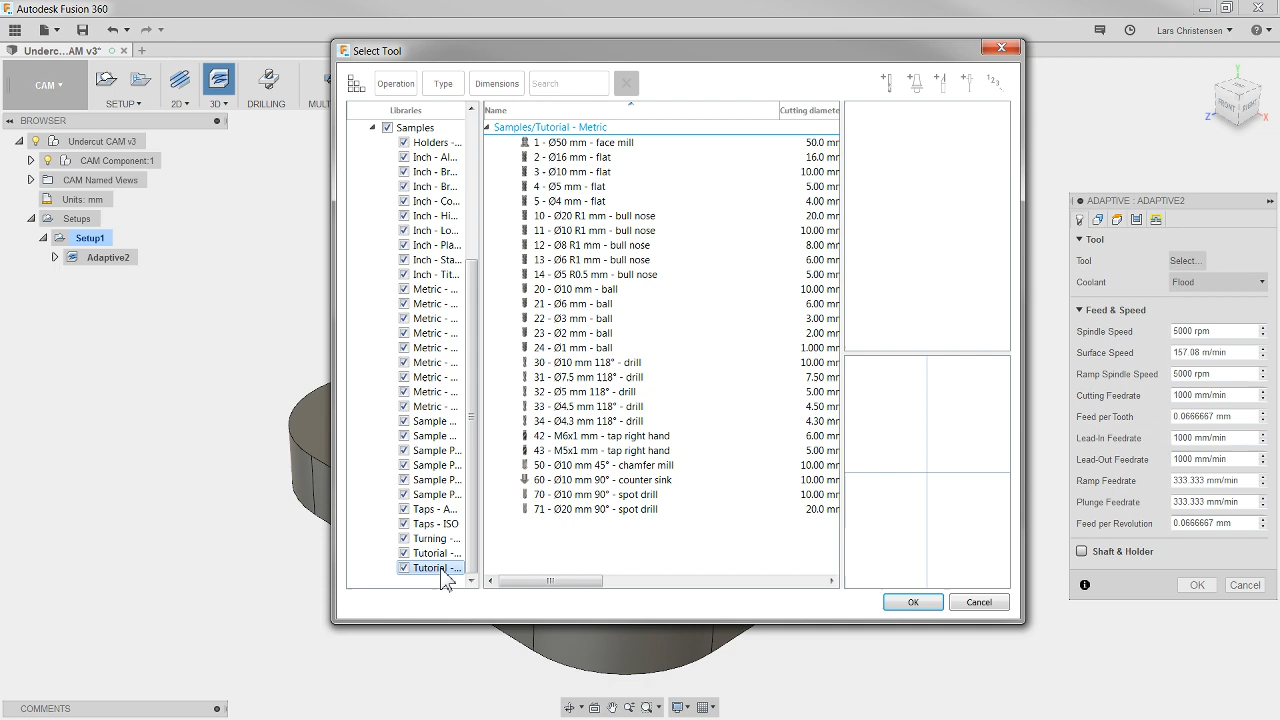 Autodesk Fusion 360
Lars Christensen
Underc...AM v3*
CAM
SETUP
2D
3D
DRILLING
BROWSER
Undercut CAM v3
CAM Component:1
CAM Named Views
Units: mm
Setups
Setup1
Adaptive2
Select Tool
Operation
Type
Dimensions
Search
Libraries
Samples
Holders -...
Inch - Al...
Inch - Br...
Inch - Br...
Inch - Co...
Inch - Hi...
Inch - Lo...
Inch - Pla...
Inch - Sta...
Inch - Tit...
Metric - ...
Metric - ...
Metric - ...
Metric - ...
Metric - ...
Metric - ...
Metric - ...
Metric - ...
Metric - ...
Sample ...
Sample ...
Sample P...
Sample P...
Sample P...
Sample P...
Taps - A...
Taps - ISO
Turning -...
Tutorial -...
Tutorial -...
Name Cutting diamete
Samples/Tutorial - Metric
1 - Ø50 mm - face mill 50.0 mr
2 - Ø16 mm - flat 16.0 mr
3 - Ø10 mm - flat 10.00 mr
4 - Ø5 mm - flat 5.00 mr
5 - Ø4 mm - flat 4.00 mr
10 - Ø20 R1 mm - bull nose 20.0 mr
11 - Ø10 R1 mm - bull nose 10.00 mr
12 - Ø8 R1 mm - bull nose 8.00 mr
13 - Ø6 R1 mm - bull nose 6.00 mr
14 - Ø5 R0.5 mm - bull nose 5.00 mr
20 - Ø10 mm - ball 10.00 mr
21 - Ø6 mm - ball 6.00 mr
22 - Ø3 mm - ball 3.00 mr
23 - Ø2 mm - ball 2.00 mr
24 - Ø1 mm - ball 1.000 mr
30 - Ø10 mm 118° - drill 10.00 mr
31 - Ø7.5 mm 118° - drill 7.50 mr
32 - Ø5 mm 118° - drill 5.00 mr
33 - Ø4.5 mm 118° - drill 4.50 mr
34 - Ø4.3 mm 118° - drill 4.30 mr
42 - M6x1 mm - tap right hand 6.00 mr
43 - M5x1 mm - tap right hand 5.00 mr
50 - Ø10 mm 45° - chamfer mill 10.00 mr
60 - Ø10 mm 90° - counter sink 10.00 mr
70 - Ø10 mm 90° - spot drill 10.00 mr
71 - Ø20 mm 90° - spot drill 20.0 mr
OK Cancel
ADAPTIVE : ADAPTIVE2
Tool
Tool Select...
Coolant Flood
Feed & Speed
Spindle Speed 5000 rpm
Surface Speed 157.08 m/min
Ramp Spindle Speed 5000 rpm
Cutting Feedrate 1000 mm/min
Feed per Tooth 0.0666667 mm
Lead-In Feedrate 1000 mm/min
Lead-Out Feedrate 1000 mm/min
Ramp Feedrate 333.333 mm/min
Plunge Feedrate 333.333 mm/min
Feed per Revolution 0.0666667 mm
Shaft & Holder
OK Cancel
COMMENTS